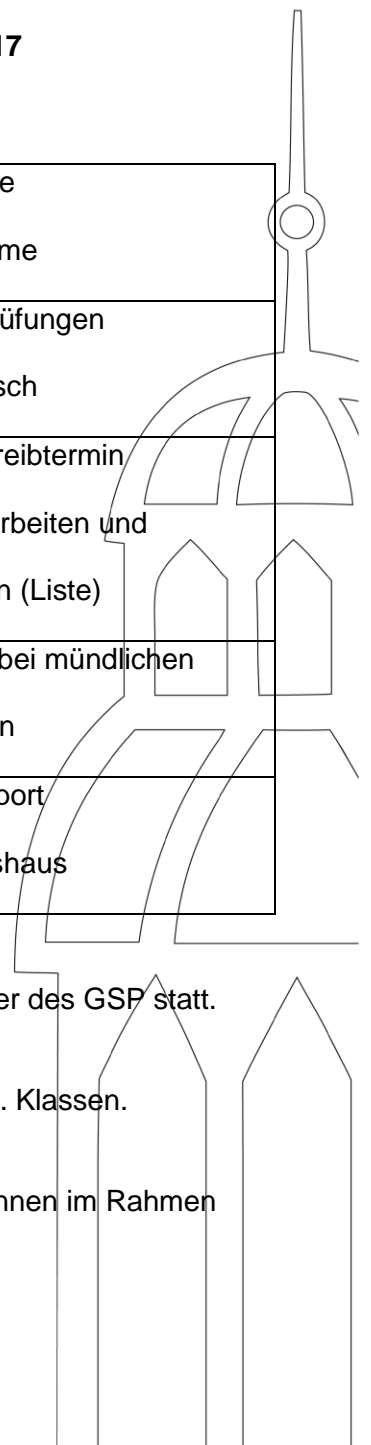 17
e
me
üfungen
sch
reibtermin
rbeiten und
n (Liste)
bei mündlichen
n
port
shaus
er des GSP statt.
. Klassen.
nnen im Rahmen